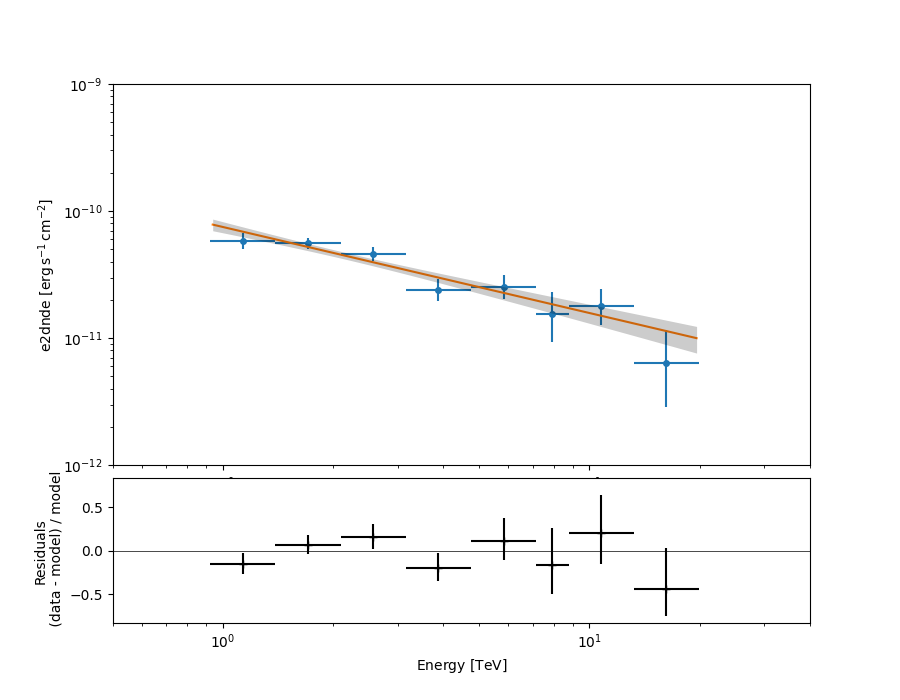 10⁻⁹
10⁻¹⁰
10⁻¹¹
10⁻¹²
e2dnde [erg s⁻¹ cm⁻²]
0.5
0.0
−0.5
Residuals
(data - model) / model
10⁰
10¹
Energy [TeV]